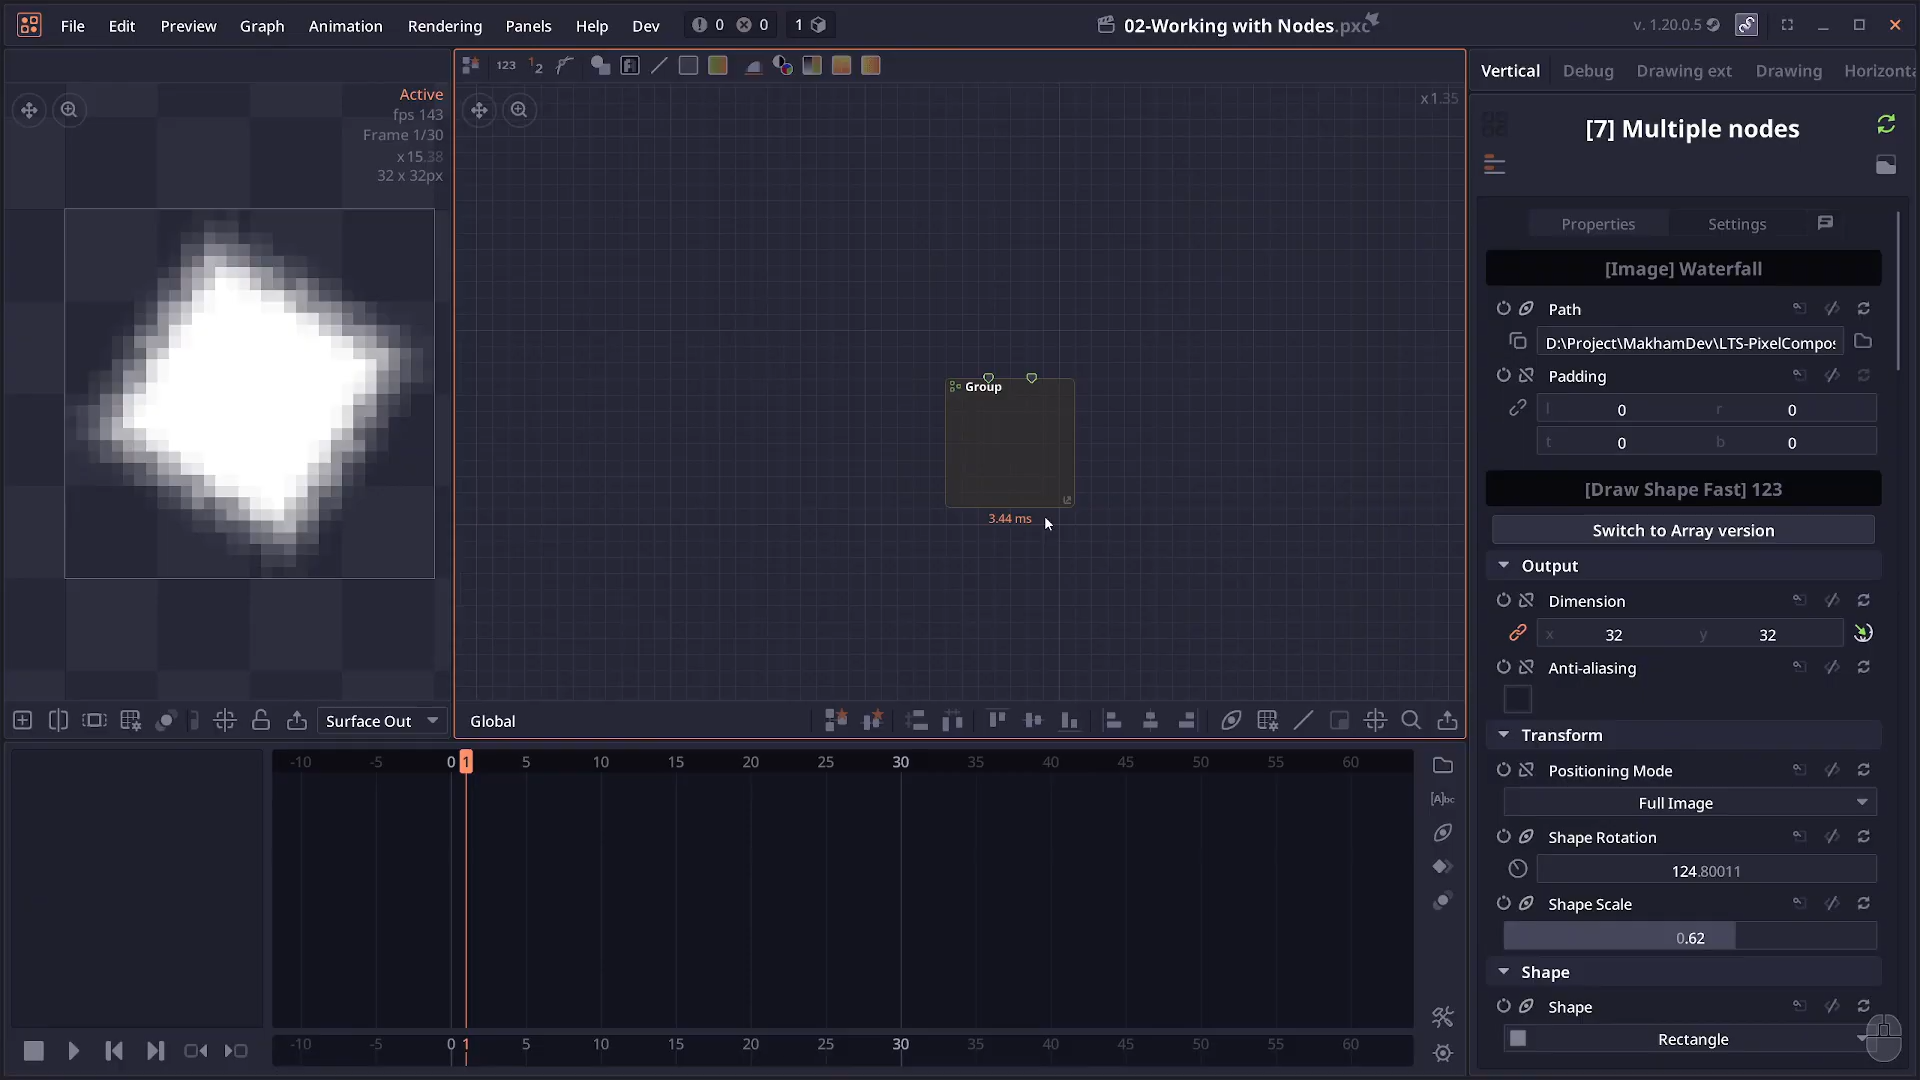 File Edit Preview Graph Animation Rendering Panels Help Dev 0 0 1 02-Working with Nodes.pxc v. 1.20.0.5
123 1 2
Vertical Debug Drawing ext Drawing Horizonta
Active
fps 143
Frame 1/30
x15.38
32 x 32px
x1.35
Group
3.44 ms
Surface Out
Global
[7] Multiple nodes
Properties Settings
[Image] Waterfall
Path
D:\Project\MakhamDev\LTS-PixelCompos
Padding
l 0 r 0
t 0 b 0
[Draw Shape Fast] 123
Switch to Array version
Output
Dimension
x 32 y 32
Anti-aliasing
Transform
Positioning Mode
Full Image
Shape Rotation
124.80011
Shape Scale
0.62
Shape
Shape
Rectangle
-10 -5 0 1 5 10 15 20 25 30 35 40 45 50 55 60
[A]bc
-10 -5 0 1 5 10 15 20 25 30 35 40 45 50 55 60